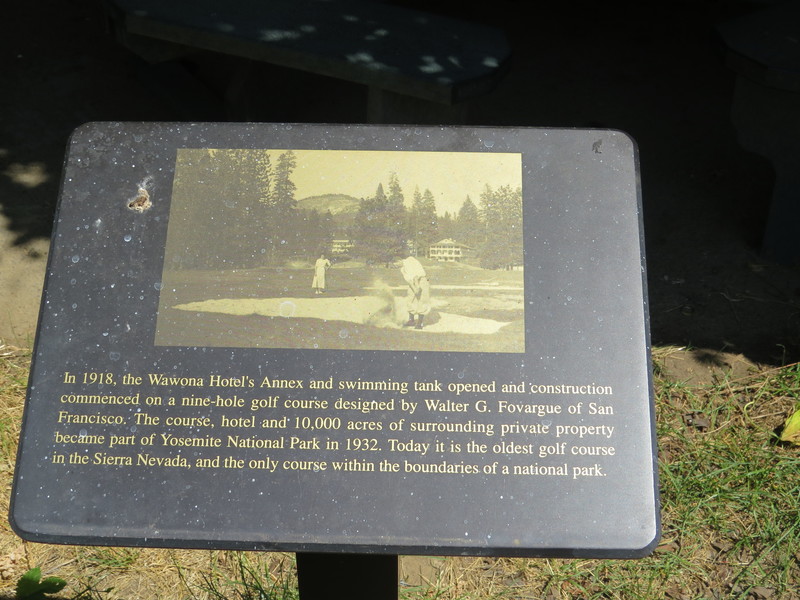 In 1918, the Wawona Hotel's Annex and swimming tank opened and construction
commenced on a nine-hole golf course designed by Walter G. Fovargue of San
Francisco. The course, hotel and 10,000 acres of surrounding private property
became part of Yosemite National Park in 1932. Today it is the oldest golf course
in the Sierra Nevada, and the only course within the boundaries of a national park.